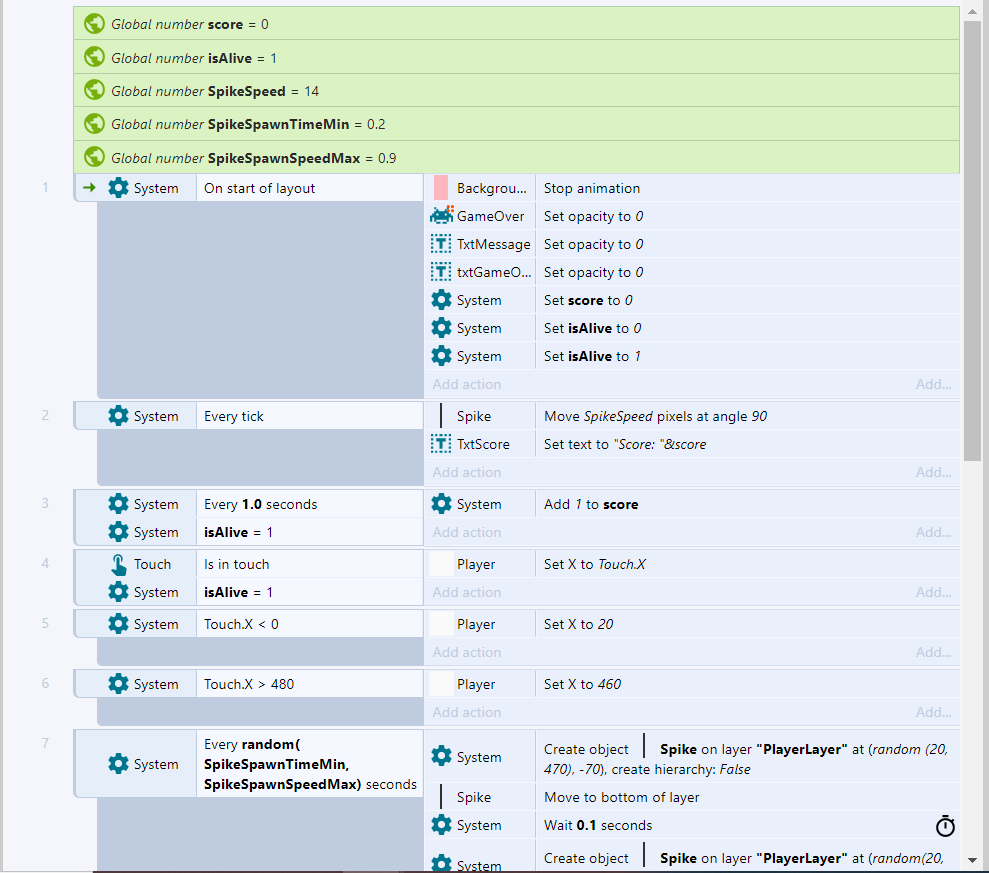 Global number score = 0
Global number isAlive = 1
Global number SpikeSpeed = 14
Global number SpikeSpawnTimeMin = 0.2
Global number SpikeSpawnSpeedMax = 0.9
1 System On start of layout Backgrou... Stop animation
GameOver Set opacity to 0
TxtMessage Set opacity to 0
txtGameO... Set opacity to 0
System Set score to 0
System Set isAlive to 0
System Set isAlive to 1
Add action Add...
2 System Every tick Spike Move SpikeSpeed pixels at angle 90
TxtScore Set text to "Score: "&score
Add action Add...
3 System Every 1.0 seconds System Add 1 to score
System isAlive = 1 Add action Add...
4 Touch Is in touch Player Set X to Touch.X
System isAlive = 1 Add action Add...
5 System Touch.X < 0 Player Set X to 20
Add action Add...
6 System Touch.X > 480 Player Set X to 460
Add action Add...
7 System Every random(
SpikeSpawnTimeMin,
SpikeSpawnSpeedMax) seconds
System Create object Spike on layer "PlayerLayer" at (random (20,
470), -70), create hierarchy: False
Spike Move to bottom of layer
System Wait 0.1 seconds
System Create object Spike on layer "PlayerLayer" at (random(20,